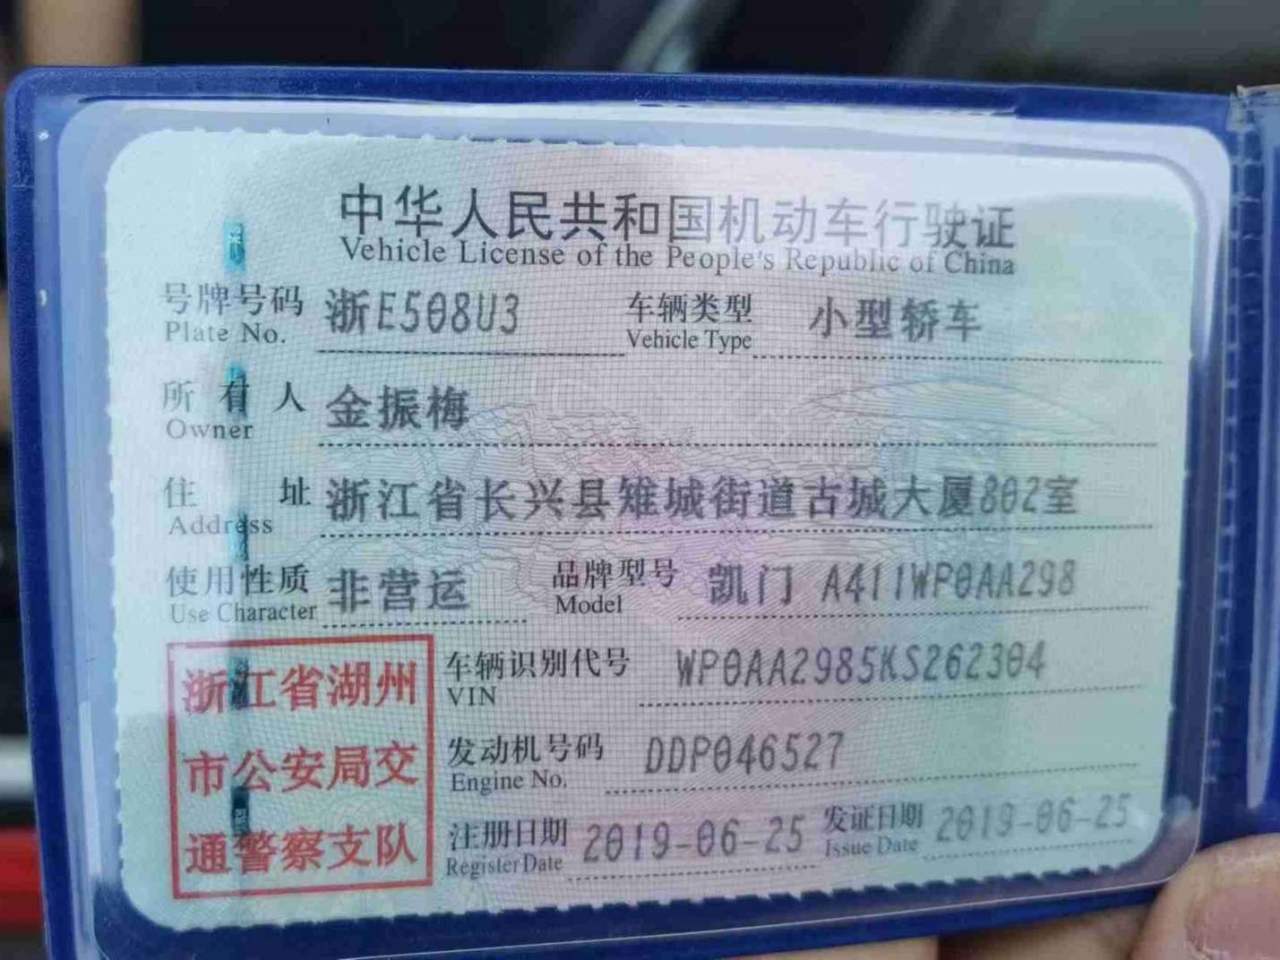 中华人民共和国机动车行驶证
Vehicle License of the People's Republic of China
号牌号码 浙E508U3 车辆类型 小型轿车
Plate No. Vehicle Type
所有人 金振梅
Owner
住址 浙江省长兴县雉城街道古城大厦802室
Address
使用性质 非营运 品牌型号 凯门 A411WP0AA298
Use Character Model
浙江省湖州
市公安局交
通警察支队
车辆识别代号 WP0AA2985KS262304
VIN
发动机号码 DDP046527
Engine No.
注册日期 2019-06-25 发证日期 2019-06-25
Register Date Issue Date